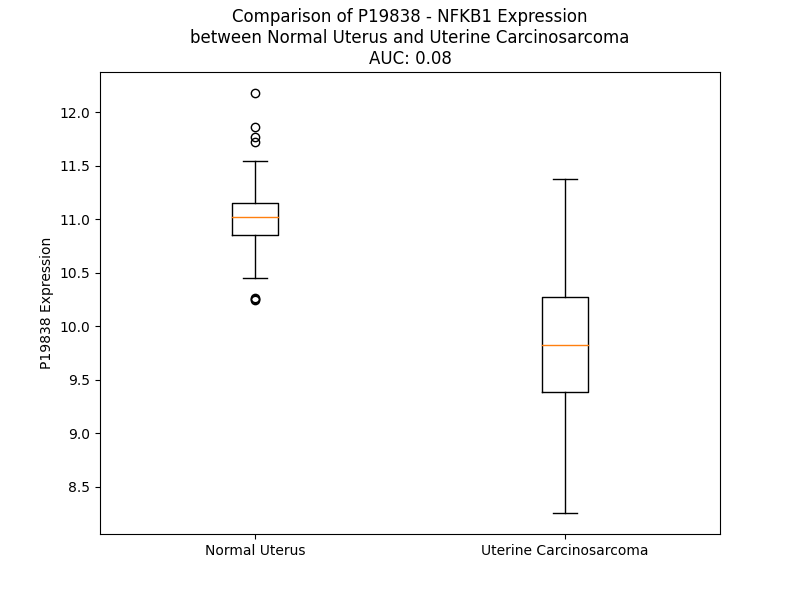 Comparison of P19838 - NFKB1 Expression
between Normal Uterus and Uterine Carcinosarcoma
AUC: 0.08
P19838 Expression
12.0
11.5
11.0
10.5
10.0
9.5
9.0
8.5
Normal Uterus
Uterine Carcinosarcoma